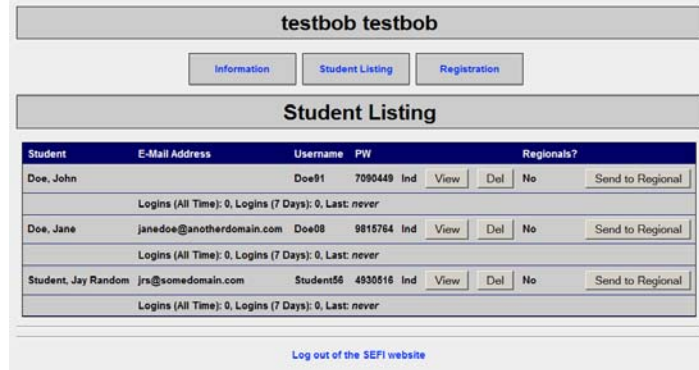 testbob testbob
Information Student Listing Registration
Student Listing
Student E-Mail Address Username PW Regionals?
Doe, John Doe91 7090449 Ind View Del No Send to Regional
Logins (All Time): 0, Logins (7 Days): 0, Last: never
Doe, Jane janedoe@anotherdomain.com Doe08 9815764 Ind View Del No Send to Regional
Logins (All Time): 0, Logins (7 Days): 0, Last: never
Student, Jay Random jrs@somedomain.com Student56 4930516 Ind View Del No Send to Regional
Logins (All Time): 0, Logins (7 Days): 0, Last: never
Log out of the SEFI website